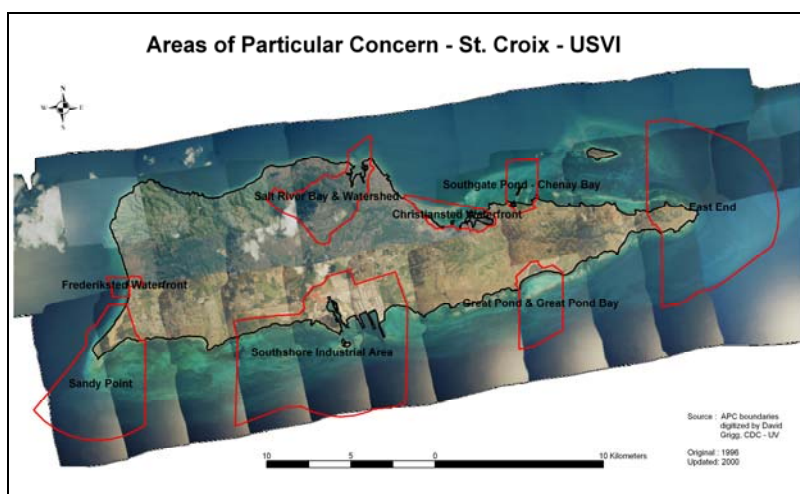 Areas of Particular Concern - St. Croix - USVI
N
W E
S
Salt River Bay & Watershed
Southgate Pond - Chenay Bay
Christiansted Waterfront
East End
Frederiksted Waterfront
Great Pond & Great Pond Bay
Southshore Industrial Area
Sandy Point
Source : APC boundaries
digitized by David
Grigg, CDC - UV
Original : 1996
Updated: 2000
10 5 0 10 Kilometers